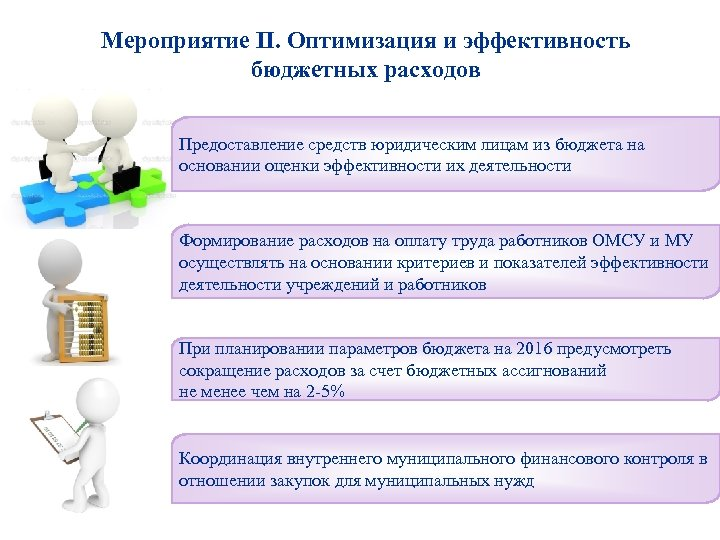 Мероприятие II. Оптимизация и эффективность
бюджетных расходов
Предоставление средств юридическим лицам из бюджета на
основании оценки эффективности их деятельности
Формирование расходов на оплату труда работников ОМСУ и МУ
осуществлять на основании критериев и показателей эффективности
деятельности учреждений и работников
При планировании параметров бюджета на 2016 предусмотреть
сокращение расходов за счет бюджетных ассигнований
не менее чем на 2-5%
Координация внутреннего муниципального финансового контроля в
отношении закупок для муниципальных нужд